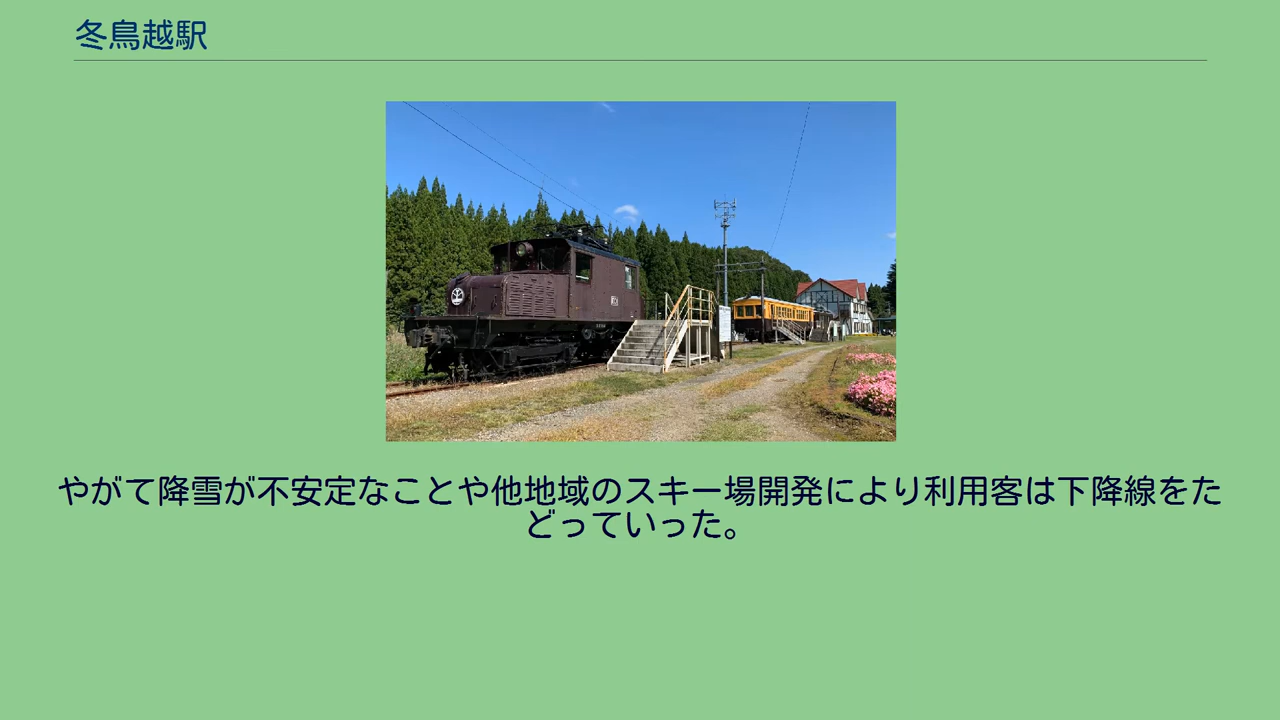 冬鳥越駅
やがて降雪が不安定なことや他地域のスキー場開発により利用客は下降線をた
どっていった。